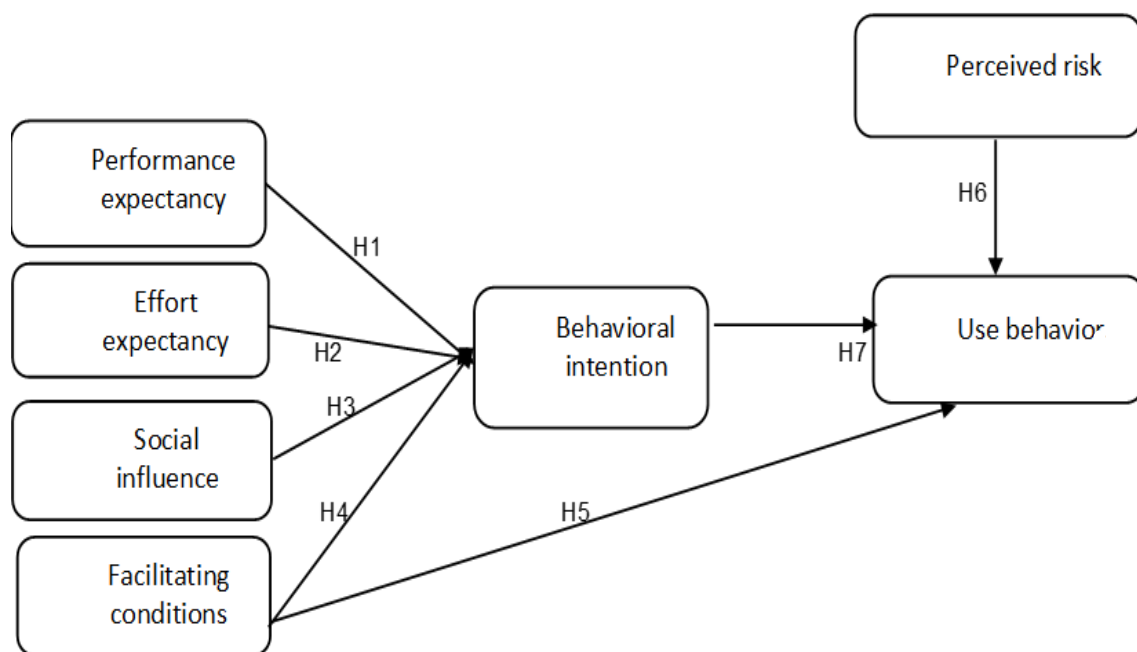 Perceived risk
Performance
expectancy
H6
H1
Effort
expectancy
H2
Behavioral
intention
H7
Use behavior
H3
Social
influence
H4
H5
Facilitating
conditions